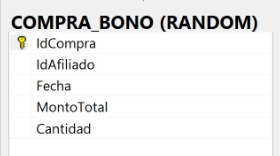 COMPRA_BONO (RANDOM)
IdCompra
IdAfiliado
Fecha
MontoTotal
Cantidad